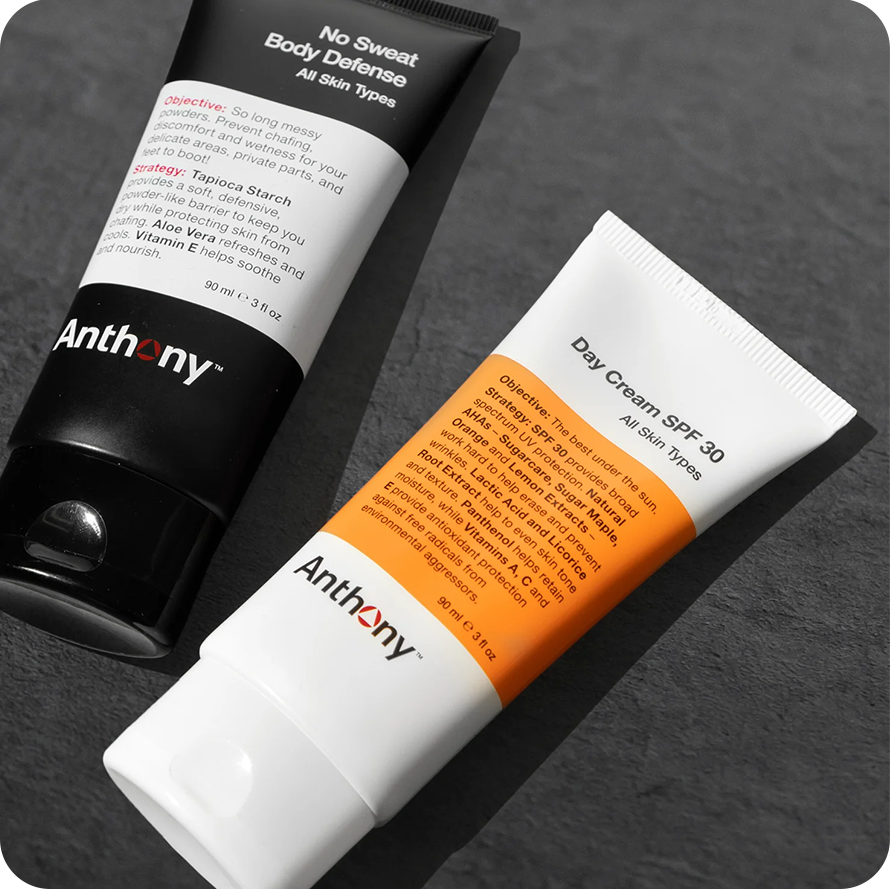 No Sweat
Body Defense
All Skin Types
Objective: So long messy
powders. Prevent chafing,
discomfort and wetness for your
delicate areas, private parts, and
feet to boot!
Strategy: Tapioca Starch
provides a soft, defensive,
powder-like barrier to keep you
dry while protecting skin from
chafing. Aloe Vera refreshes and
cools. Vitamin E helps soothe
and nourish.
90 ml ℮ 3 fl oz
Anthony™
Day Cream SPF 30
All Skin Types
Objective: The best under the sun.
Strategy: SPF 30 provides broad
spectrum UV protection. Natural
AHAs – Sugarcare, Sugar Maple,
Orange and Lemon Extracts –
work hard to help erase and prevent
wrinkles. Lactic Acid and Licorice
Root Extract help to even skin tone
and texture. Panthenol helps retain
moisture, while Vitamins A, C, and
E provide antioxidant protection
against free radicals from
environmental aggressors.
90 ml ℮ 3 fl oz
Anthony™